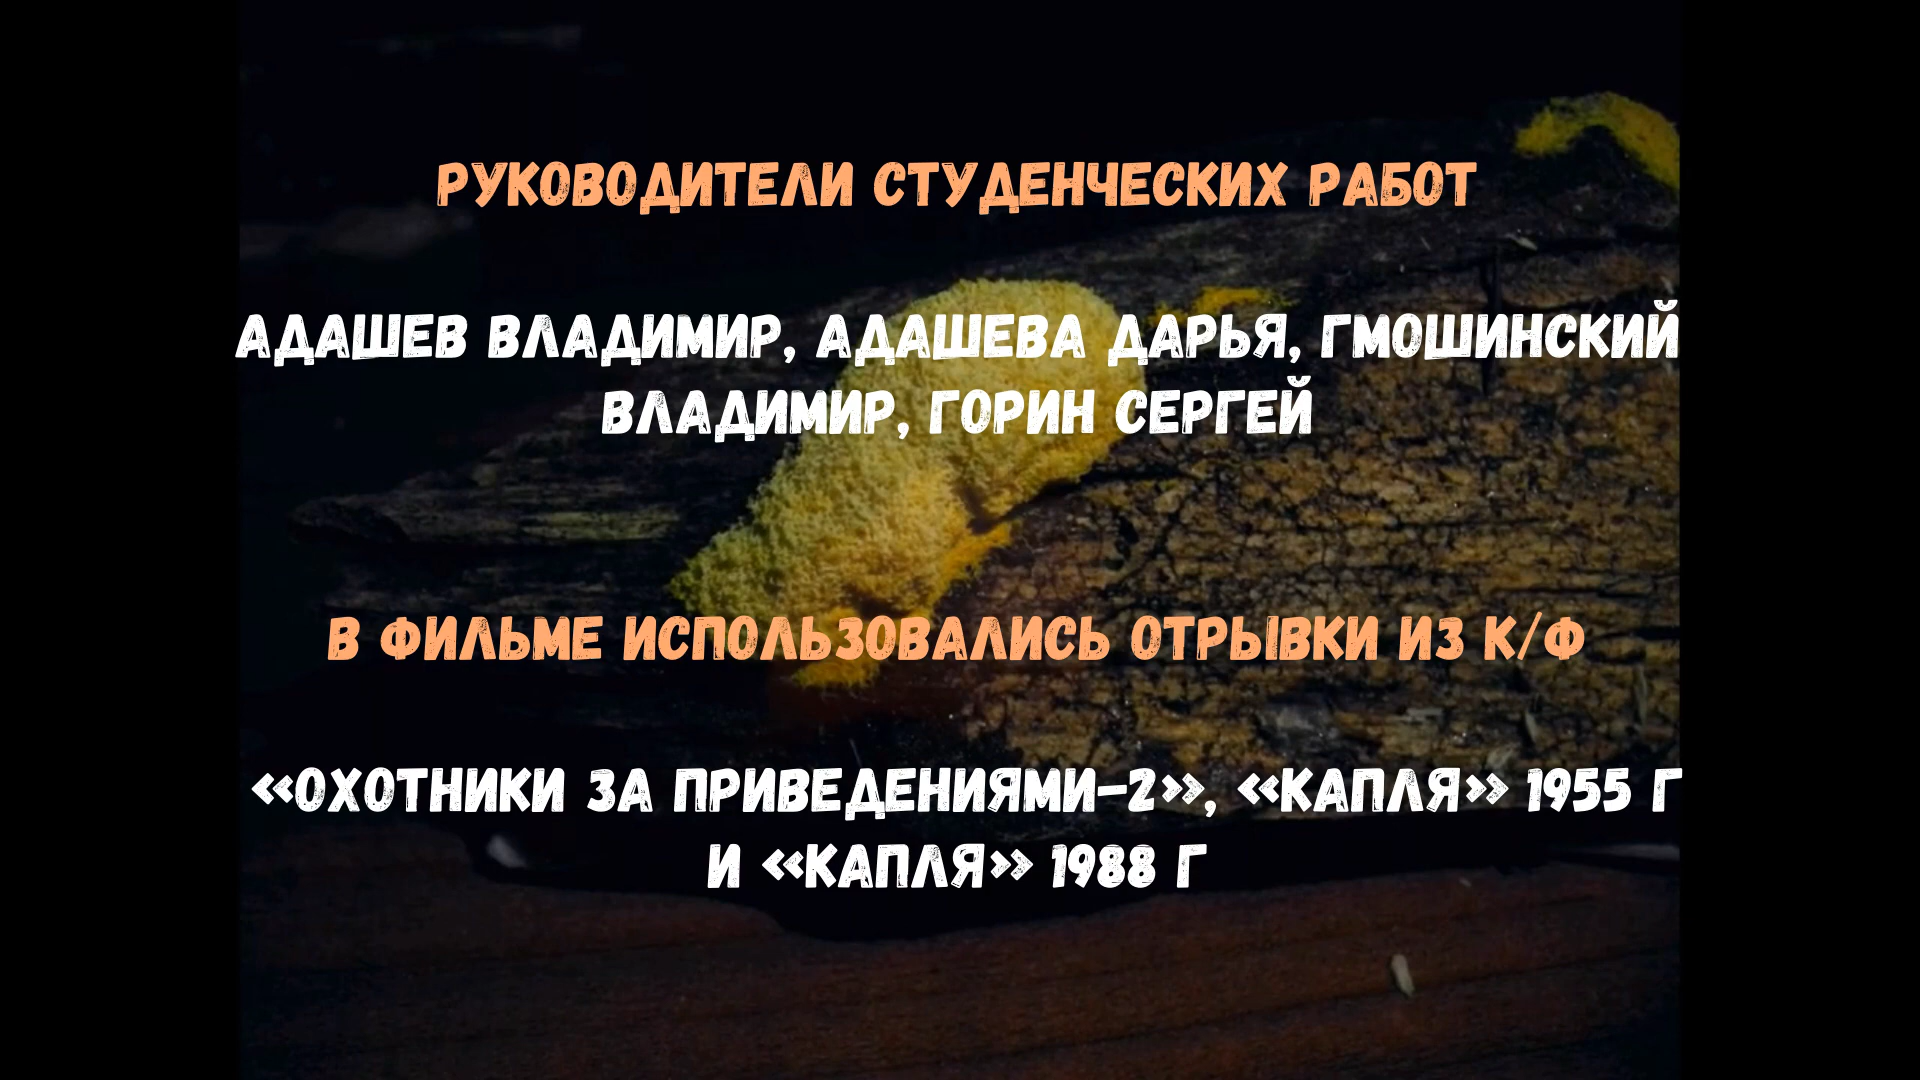 РУКОВОДИТЕЛИ СТУДЕНЧЕСКИХ РАБОТ
АДАШЕВ ВЛАДИМИР, АДАШЕВА ДАРЬЯ, ГМОШИНСКИЙ
ВЛАДИМИР, ГОРИН СЕРГЕЙ
В ФИЛЬМЕ ИСПОЛЬЗОВАЛИСЬ ОТРЫВКИ ИЗ К/Ф
«ОХОТНИКИ ЗА ПРИВЕДЕНИЯМИ-2», «КАПЛЯ» 1955 Г
И «КАПЛЯ» 1988 Г